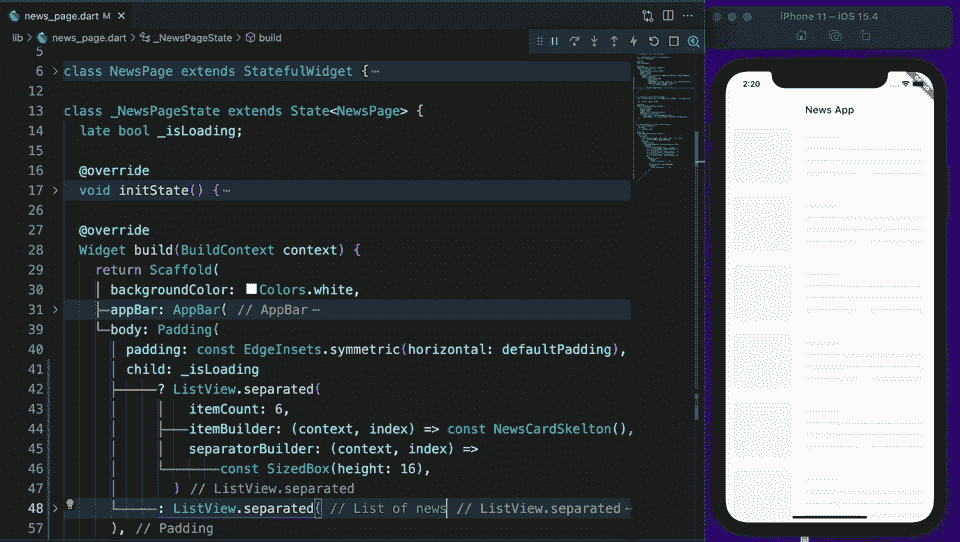 news_page.dart M
lib > news_page.dart > _NewsPageState > build
5
6 class NewsPage extends StatefulWidget {
12
13 class _NewsPageState extends State<NewsPage> {
14 late bool _isLoading;
15
16 @override
17 void initState() {
26
27 @override
28 Widget build(BuildContext context) {
29 return Scaffold(
30 backgroundColor: Colors.white,
31 appBar: AppBar( // AppBar
39 body: Padding(
40 padding: const EdgeInsets.symmetric(horizontal: defaultPadding),
41 child: _isLoading
42 ? ListView.separated(
43 itemCount: 6,
44 itemBuilder: (context, index) => const NewsCardSkelton(),
45 separatorBuilder: (context, index) =>
46 const SizedBox(height: 16),
47 ) // ListView.separated
48 : ListView.separated( // List of news // ListView.separated
57 ), // Padding
iPhone 11 – iOS 15.4
2:20
News App